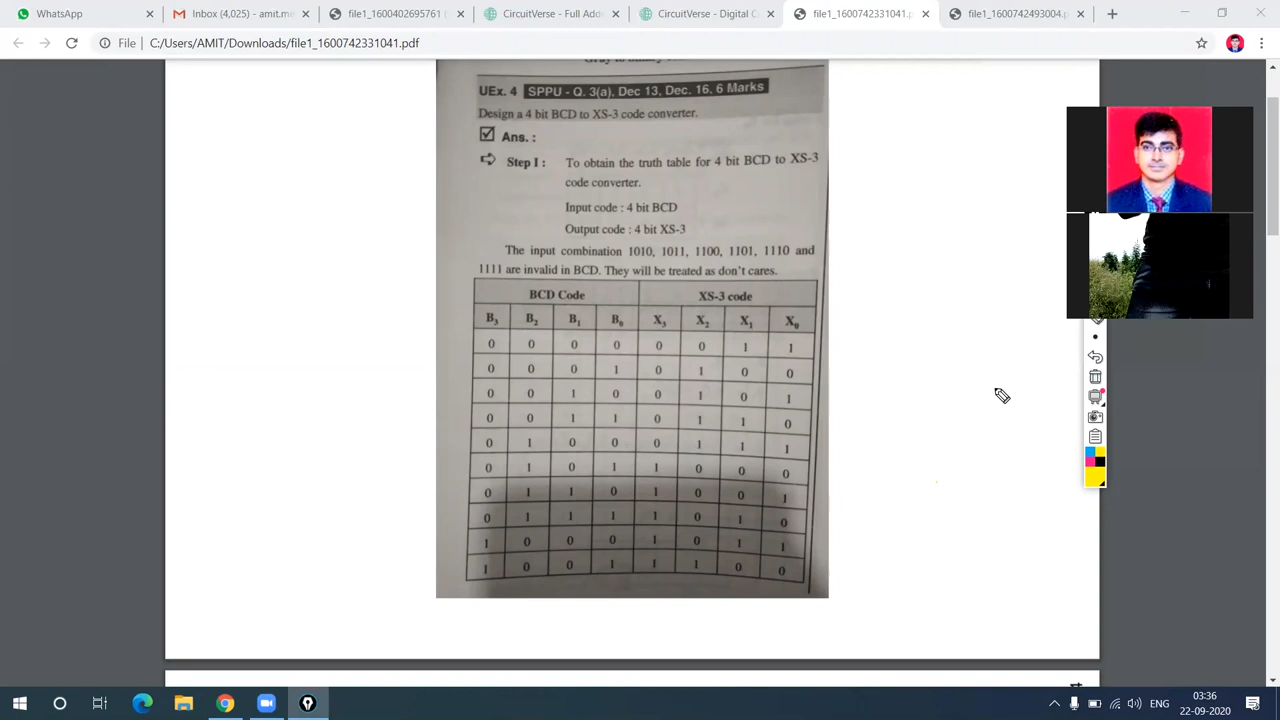 WhatsApp
Inbox (4,025) - amit.me
file1_1600402695761 (
CircuitVerse - Full Adde
CircuitVerse - Digital C
file1_1600742331041.p
file1_1600742493004.p
File | C:/Users/AMIT/Downloads/file1_1600742331041.pdf
UEx. 4 SPPU - Q. 3(a), Dec 13, Dec. 16. 6 Marks
Design a 4 bit BCD to XS-3 code converter.
Ans. :
Step I : To obtain the truth table for 4 bit BCD to XS-3
code converter.
Input code : 4 bit BCD
Output code : 4 bit XS-3
The input combination 1010, 1011, 1100, 1101, 1110 and
1111 are invalid in BCD. They will be treated as don't cares.
BCD Code XS-3 code
B₃ B₂ B₁ B₀ X₃ X₂ X₁ X₀
0 0 0 0 0 0 1 1
0 0 0 1 0 1 0 0
0 0 1 0 0 1 0 1
0 0 1 1 0 1 1 0
0 1 0 0 0 1 1 1
0 1 0 1 1 0 0 0
0 1 1 0 1 0 0 1
0 1 1 1 1 0 1 0
1 0 0 0 1 0 1 1
1 0 0 1 1 1 0 0
ENG
03:36
22-09-2020